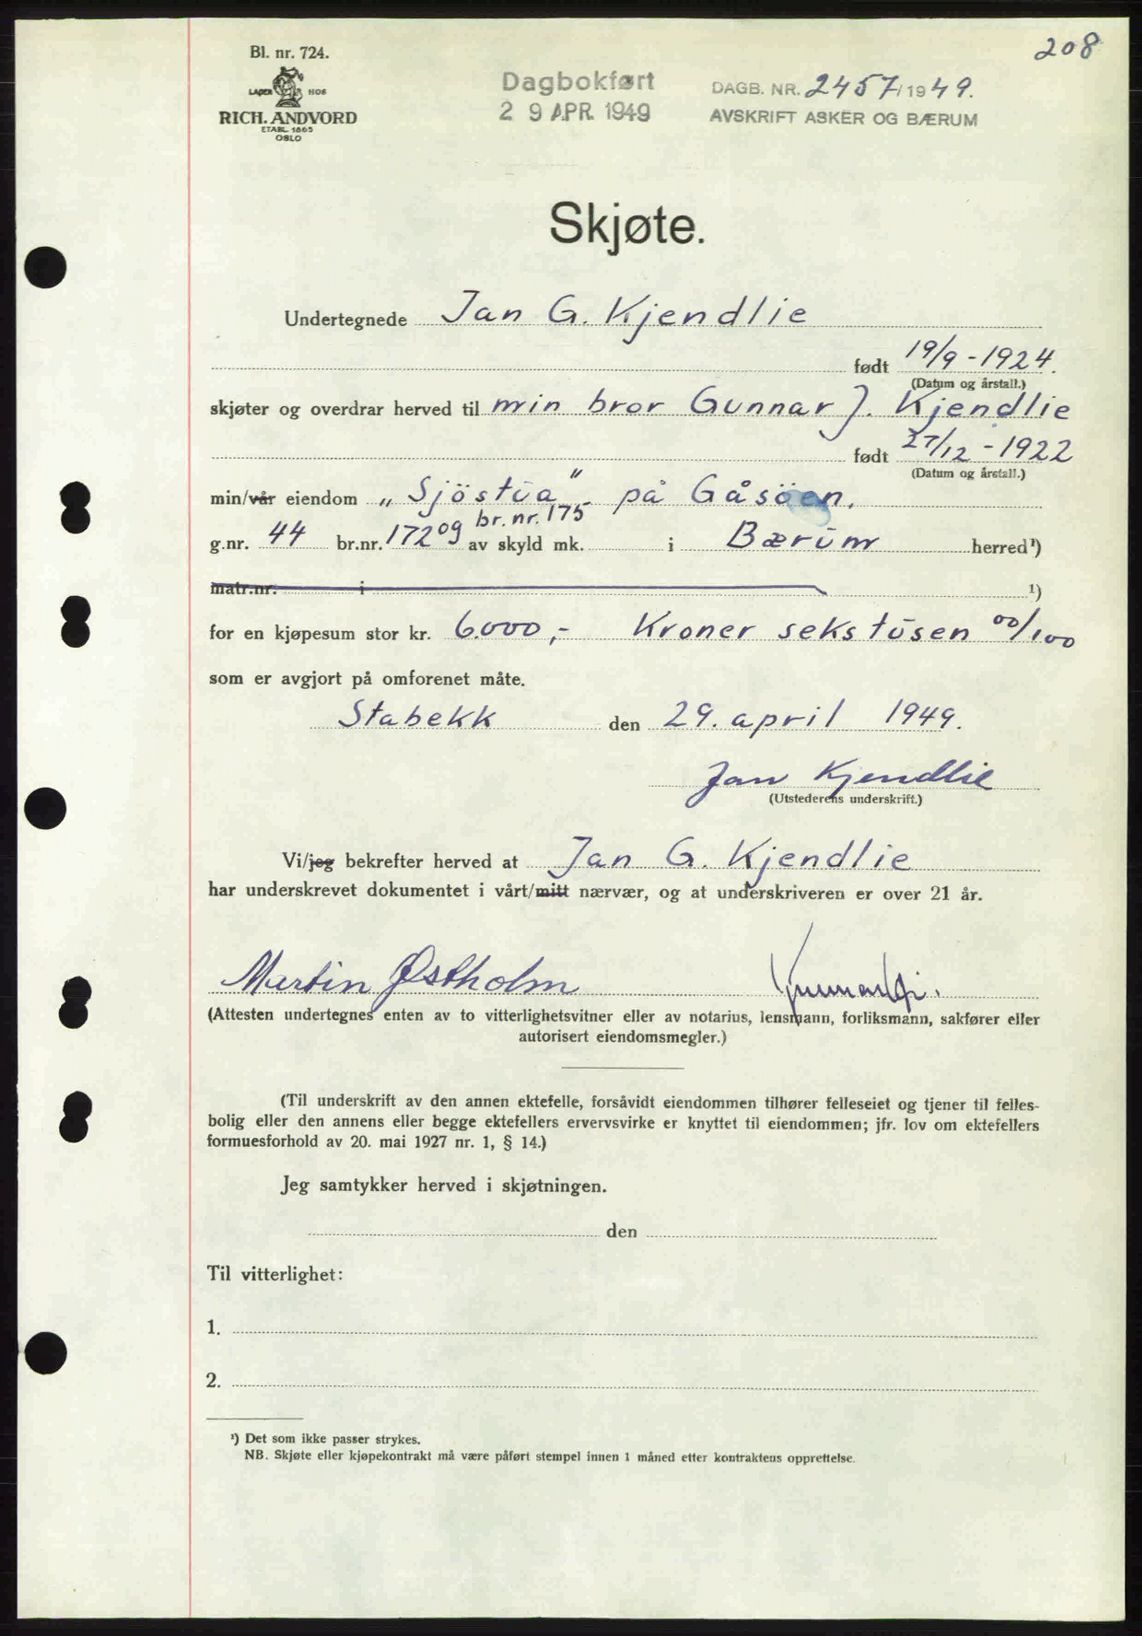 208
Bl. nr. 724.
LAGER HOS
RICH. ANDVORD
ETABL. 1865
OSLO
Dagbokført
29 APR. 1949
DAGB. NR. 2457/1949.
AVSKRIFT ASKER OG BÆRUM
Skjøte.
Undertegnede Jan G. Kjendlie
født 19/9-1924.
(Datum og årstall.)
skjøter og overdrar herved til min bror Gunnar J. Kjendlie
født 27/12-1922
(Datum og årstall.)
min/vår eiendom „Sjöstua" på Gåsöen.
br.nr. 175
g.nr. 44 br.nr. 172 og av skyld mk. i Bærum herred¹)
matr.nr. i ¹)
for en kjøpesum stor kr. 6.000,- Kroner sekstusen 00/100
som er avgjort på omforenet måte.
Stabekk den 29. april 1949.
Jan Kjendlie
(Utstederens underskrift.)
Vi/jeg bekrefter herved at Jan G. Kjendlie
har underskrevet dokumentet i vårt/mitt nærvær, og at underskriveren er over 21 år.
Martin Østholm
(Attesten undertegnes enten av to vitterlighetsvitner eller av notarius, lensmann, forliksmann, sakfører eller
autorisert eiendomsmegler.)
(Til underskrift av den annen ektefelle, forsåvidt eiendommen tilhører felleseiet og tjener til felles-
bolig eller den annens eller begge ektefellers ervervsvirke er knyttet til eiendommen; jfr. lov om ektefellers
formuesforhold av 20. mai 1927 nr. 1, § 14.)
Jeg samtykker herved i skjøtningen.
den
Til vitterlighet:
1.
2.
¹) Det som ikke passer strykes.
NB. Skjøte eller kjøpekontrakt må være påført stempel innen 1 måned etter kontraktens opprettelse.